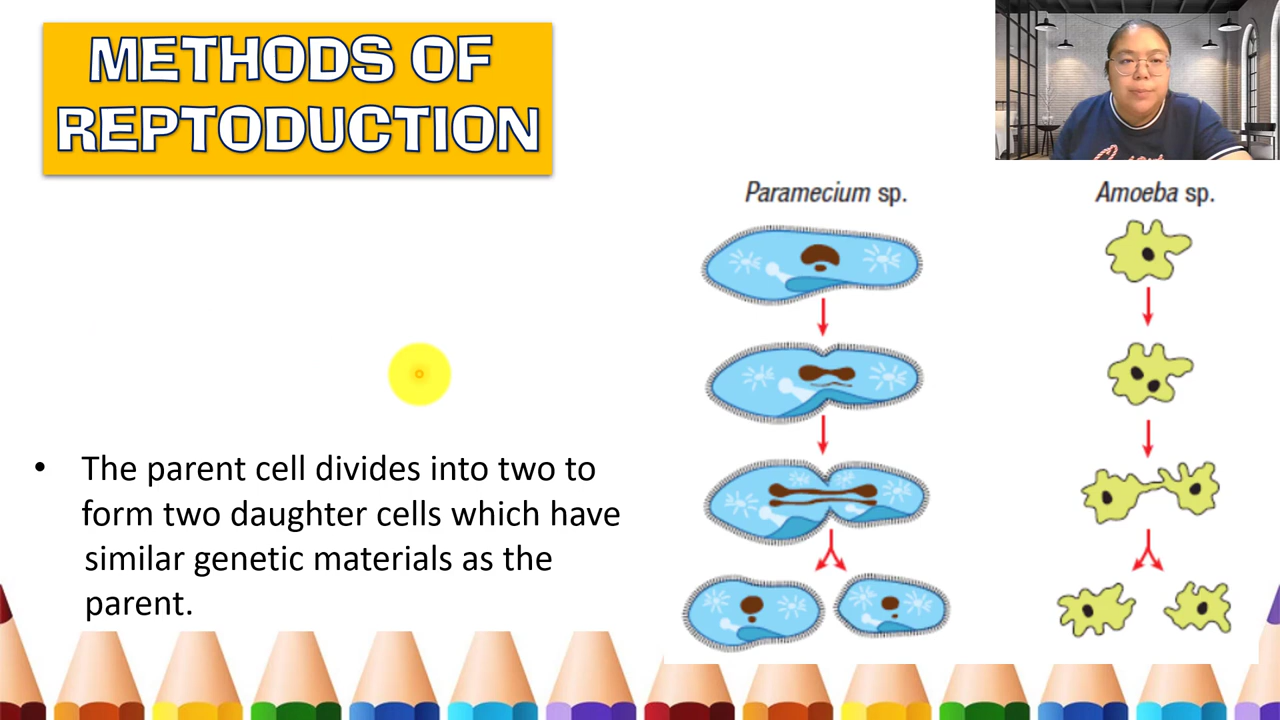 METHODS OF
REPTODUCTION
Paramecium sp.
Amoeba sp.
• The parent cell divides into two to
form two daughter cells which have
similar genetic materials as the
parent.